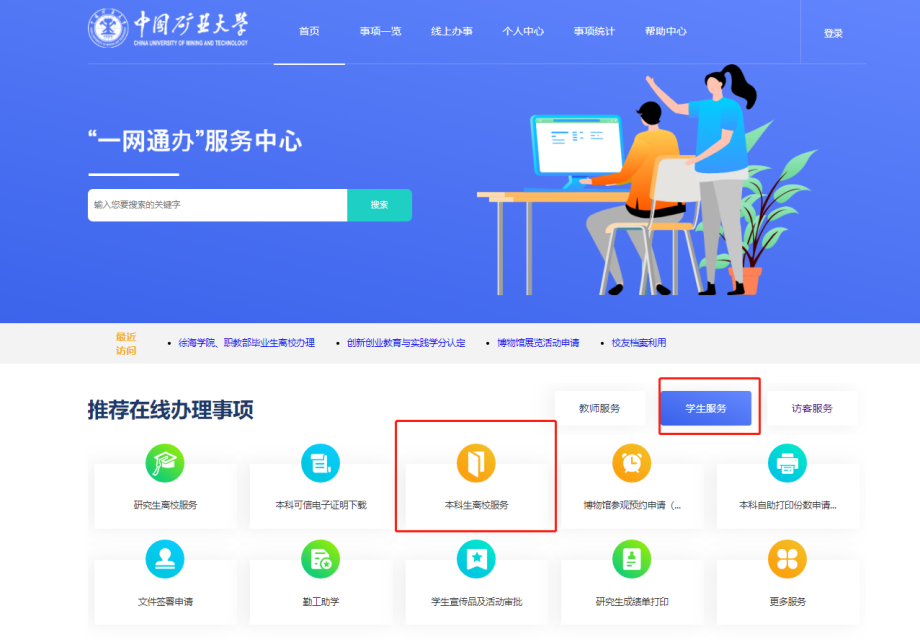 中国矿业大学
CHINA UNIVERSITY OF MINING AND TECHNOLOGY
首页 事项一览 线上办事 个人中心 事项统计 帮助中心 登录
“一网通办”服务中心
输入您要搜索的关键字 搜索
最近
访问
• 徐海学院、职教部毕业生离校办理 • 创新创业教育与实践学分认定 • 博物馆展览活动申请 • 校友档案利用
推荐在线办理事项 教师服务 学生服务 访客服务
研究生离校服务 本科可信电子证明下载 本科生离校服务 博物馆参观预约申请（... 本科自助打印份数申请...
文件签署申请 勤工助学 学生宣传品及活动审批 研究生成绩单打印 更多服务